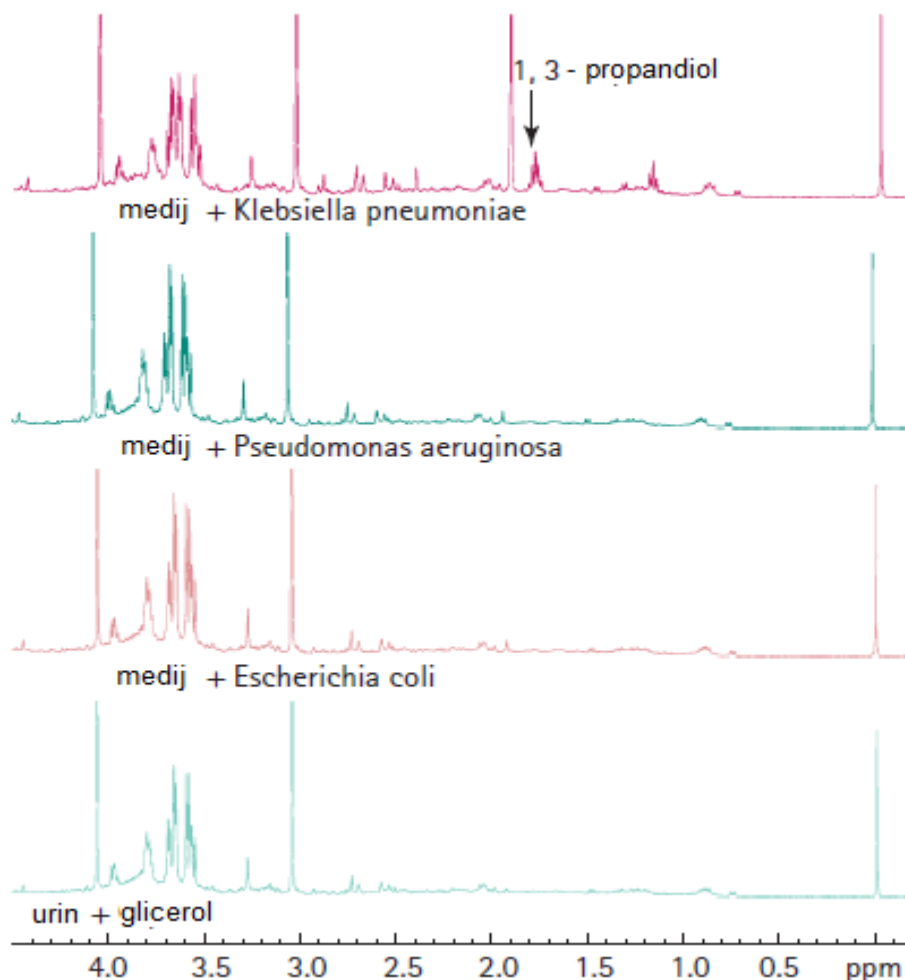 1, 3 - propandiol
medij + Klebsiella pneumoniae
medij + Pseudomonas aeruginosa
medij + Escherichia coli
urin + glicerol
4.0 3.5 3.0 2.5 2.0 1.5 1.0 0.5 ppm